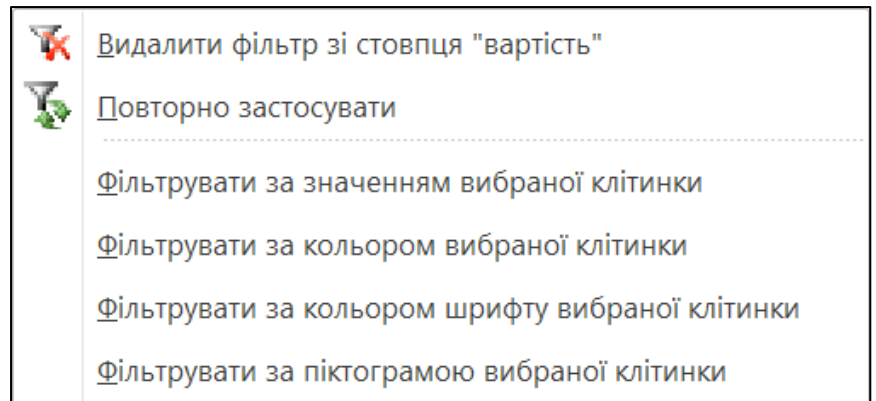 Видалити фільтр зі стовпця "вартість"
Повторно застосувати
Фільтрувати за значенням вибраної клітинки
Фільтрувати за кольором вибраної клітинки
Фільтрувати за кольором шрифту вибраної клітинки
Фільтрувати за піктограмою вибраної клітинки